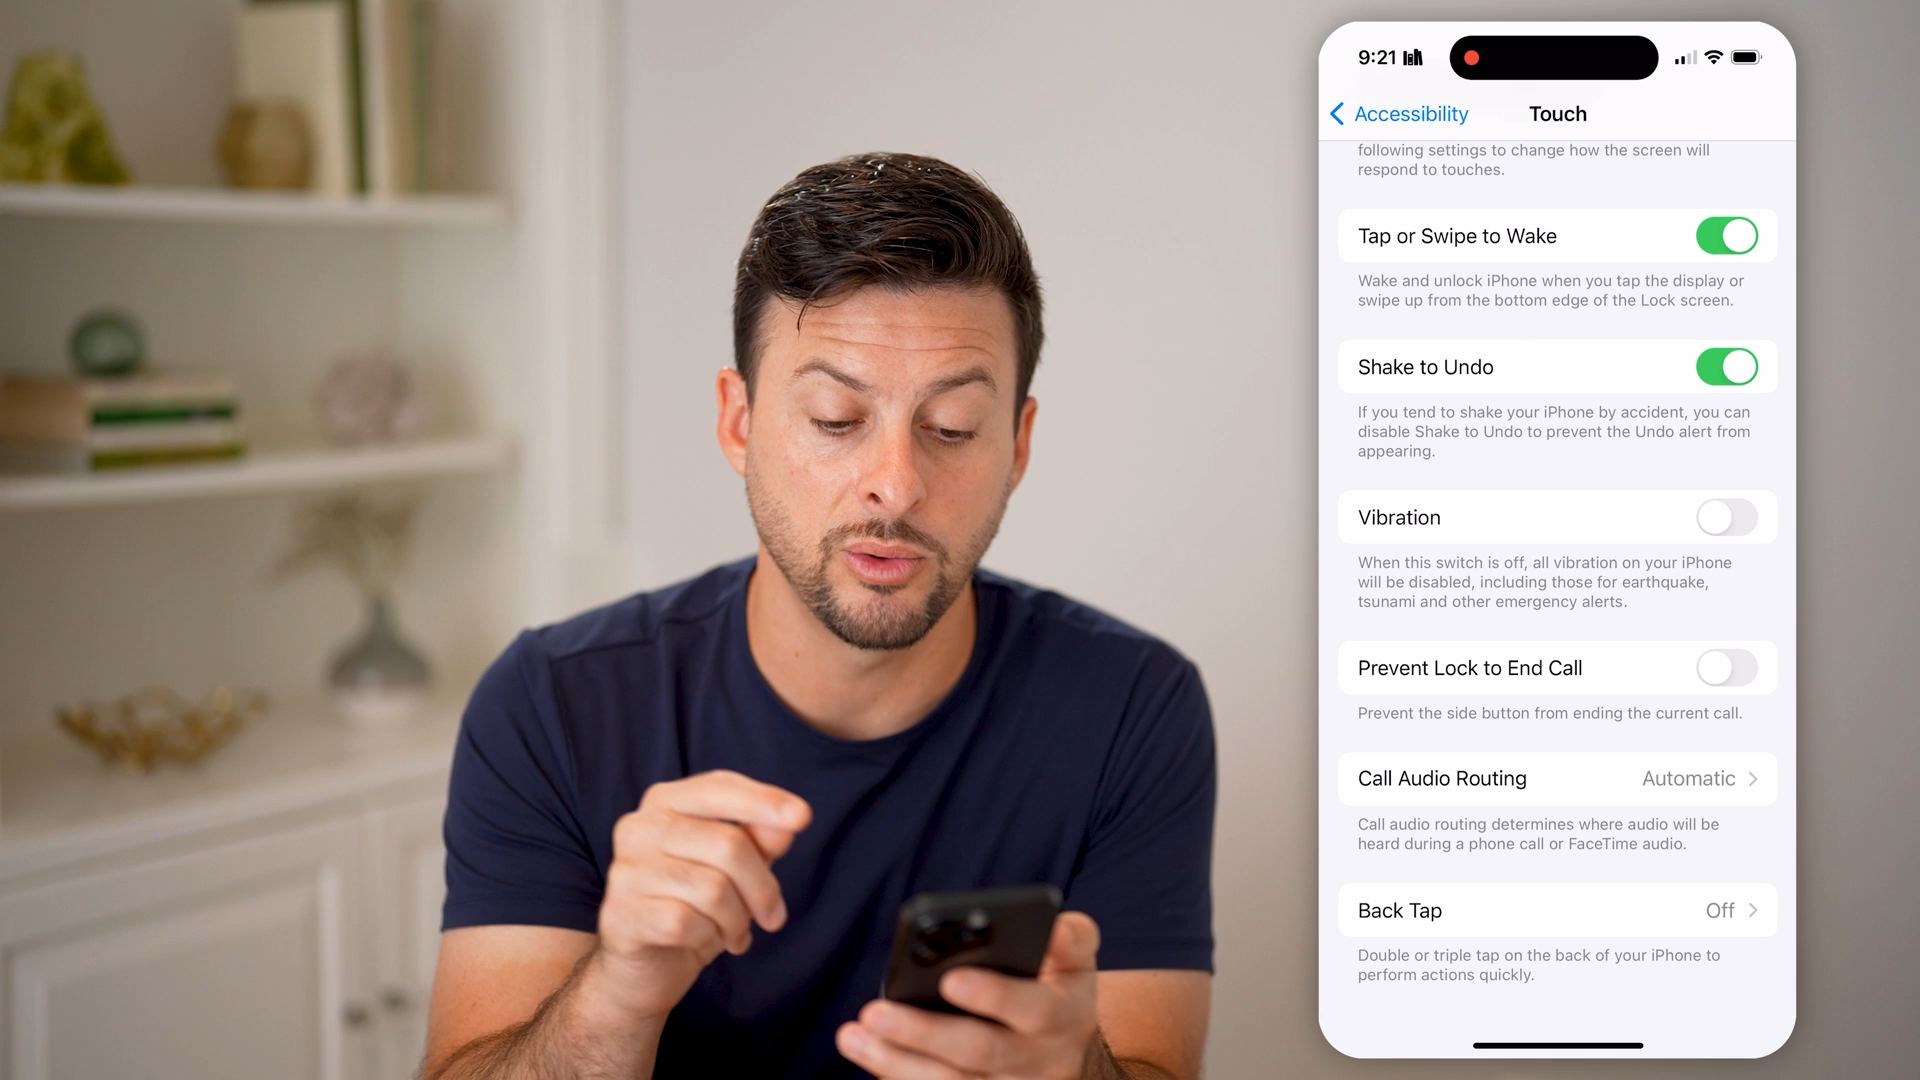 9:21
Accessibility
Touch
following settings to change how the screen will
respond to touches.
Tap or Swipe to Wake
Wake and unlock iPhone when you tap the display or
swipe up from the bottom edge of the Lock screen.
Shake to Undo
If you tend to shake your iPhone by accident, you can
disable Shake to Undo to prevent the Undo alert from
appearing.
Vibration
When this switch is off, all vibration on your iPhone
will be disabled, including those for earthquake,
tsunami and other emergency alerts.
Prevent Lock to End Call
Prevent the side button from ending the current call.
Call Audio Routing Automatic
Call audio routing determines where audio will be
heard during a phone call or FaceTime audio.
Back Tap Off
Double or triple tap on the back of your iPhone to
perform actions quickly.